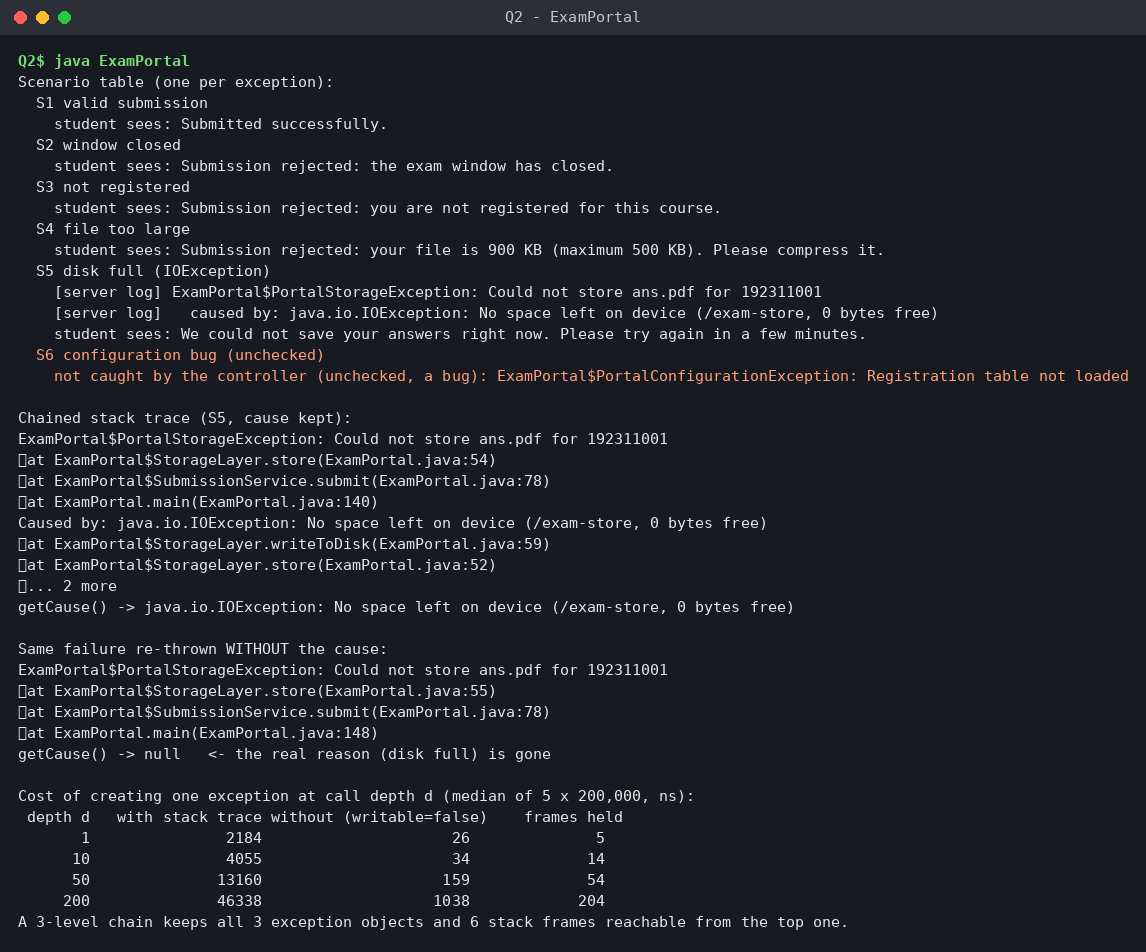 Q2 - ExamPortal
Q2$ java ExamPortal
Scenario table (one per exception):
  S1 valid submission
    student sees: Submitted successfully.
  S2 window closed
    student sees: Submission rejected: the exam window has closed.
  S3 not registered
    student sees: Submission rejected: you are not registered for this course.
  S4 file too large
    student sees: Submission rejected: your file is 900 KB (maximum 500 KB). Please compress it.
  S5 disk full (IOException)
    [server log] ExamPortal$PortalStorageException: Could not store ans.pdf for 192311001
    [server log]   caused by: java.io.IOException: No space left on device (/exam-store, 0 bytes free)
    student sees: We could not save your answers right now. Please try again in a few minutes.
  S6 configuration bug (unchecked)
    not caught by the controller (unchecked, a bug): ExamPortal$PortalConfigurationException: Registration table not loaded

Chained stack trace (S5, cause kept):
ExamPortal$PortalStorageException: Could not store ans.pdf for 192311001
▯at ExamPortal$StorageLayer.store(ExamPortal.java:54)
▯at ExamPortal$SubmissionService.submit(ExamPortal.java:78)
▯at ExamPortal.main(ExamPortal.java:140)
Caused by: java.io.IOException: No space left on device (/exam-store, 0 bytes free)
▯at ExamPortal$StorageLayer.writeToDisk(ExamPortal.java:59)
▯at ExamPortal$StorageLayer.store(ExamPortal.java:52)
▯... 2 more
getCause() -> java.io.IOException: No space left on device (/exam-store, 0 bytes free)

Same failure re-thrown WITHOUT the cause:
ExamPortal$PortalStorageException: Could not store ans.pdf for 192311001
▯at ExamPortal$StorageLayer.store(ExamPortal.java:55)
▯at ExamPortal$SubmissionService.submit(ExamPortal.java:78)
▯at ExamPortal.main(ExamPortal.java:148)
getCause() -> null   <- the real reason (disk full) is gone

Cost of creating one exception at call depth d (median of 5 x 200,000, ns):
 depth d   with stack trace without (writable=false)    frames held
       1               2184                     26              5
      10               4055                     34             14
      50              13160                    159             54
     200              46338                   1038            204
A 3-level chain keeps all 3 exception objects and 6 stack frames reachable from the top one.